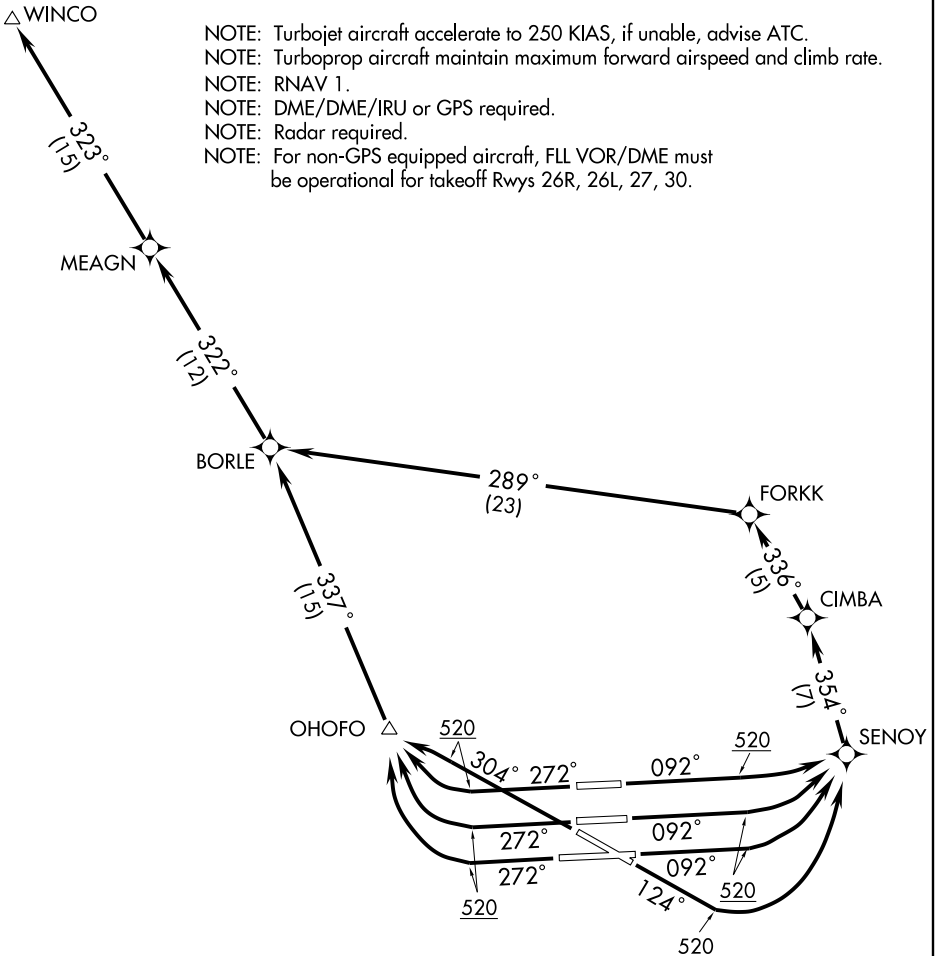 WINCO
NOTE: Turbojet aircraft accelerate to 250 KIAS, if unable, advise ATC.
NOTE: Turboprop aircraft maintain maximum forward airspeed and climb rate.
NOTE: RNAV 1.
NOTE: DME/DME/IRU or GPS required.
NOTE: Radar required.
NOTE: For non-GPS equipped aircraft, FLL VOR/DME must
be operational for takeoff Rwys 26R, 26L, 27, 30.
323°
(15)
MEAGN
322°
(12)
BORLE
289°
(23)
FORKK
336°
(5)
CIMBA
337°
(15)
354°
(7)
OHOFO
520
520
SENOY
304°
272°
092°
272°
092°
272°
092°
520
520
124°
520